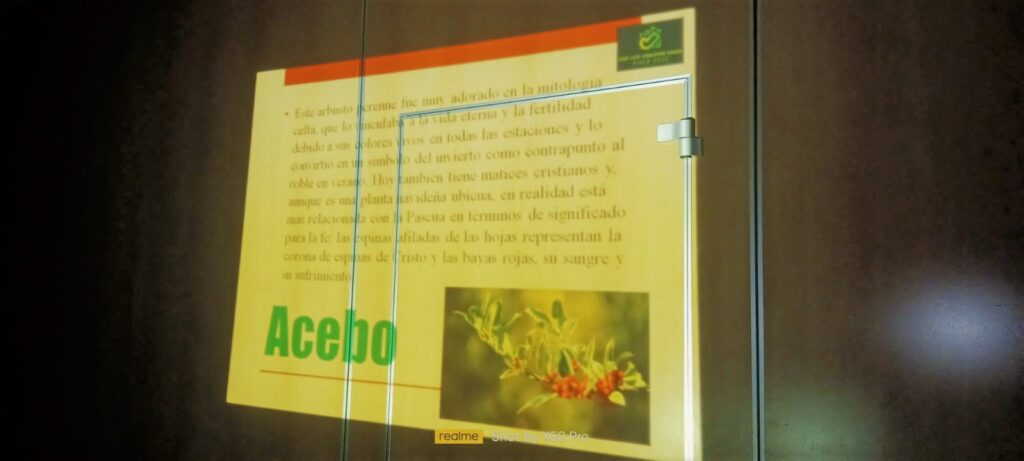 • Este arbusto perenne fue muy adorado en la mitología
celta, que lo vinculaba a la vida eterna y la fertilidad
debido a sus colores vivos en todas las estaciones y lo
convirtió en un símbolo del invierto como contrapunto al
roble en verano. Hoy también tiene matices cristianos y,
aunque es una planta navideña ubicua, en realidad está
más relacionada con la Pascua en términos de significado
para la fe: las espinas afiladas de las hojas representan la
corona de espinas de Cristo y las bayas rojas, su sangre y
su sufrimiento
Acebo
realme Shot by X50 Pro